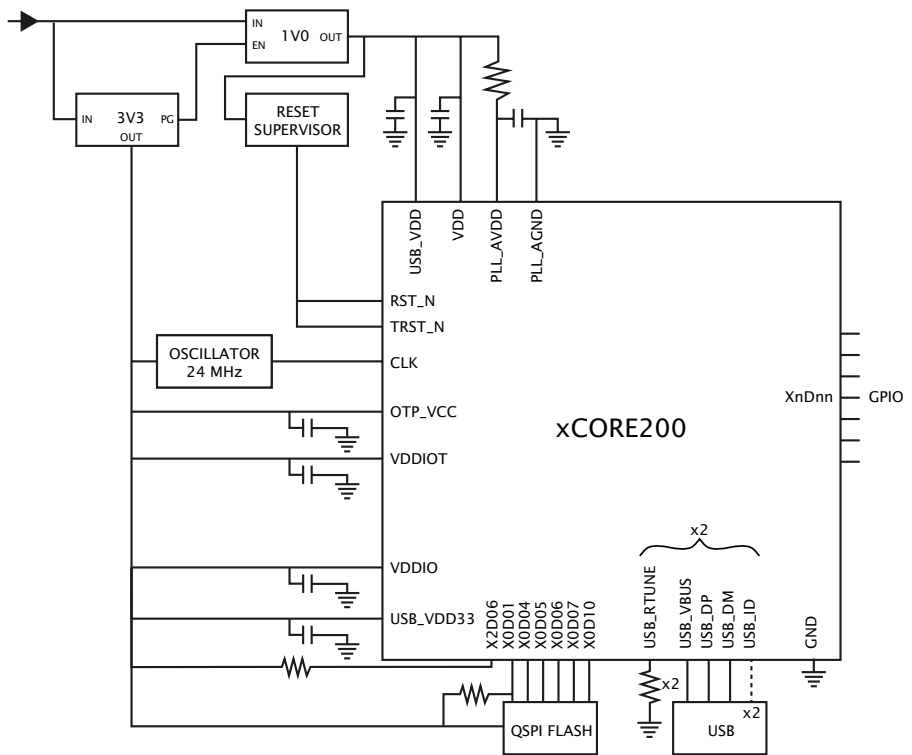 IN
1V0
OUT
EN
IN
3V3
PG
OUT
RESET
SUPERVISOR
USB_VDD
VDD
PLL_AVDD
PLL_AGND
RST_N
TRST_N
OSCILLATOR
24 MHz
CLK
OTP_VCC
VDDIOT
XnDnn
GPIO
xCORE200
x2
VDDIO
USB_VDD33
X2D06
X0D01
X0D04
X0D05
X0D06
X0D07
X0D10
USB_RTUNE
USB_VBUS
USB_DP
USB_DM
USB_ID
GND
x2
x2
QSPI FLASH
USB